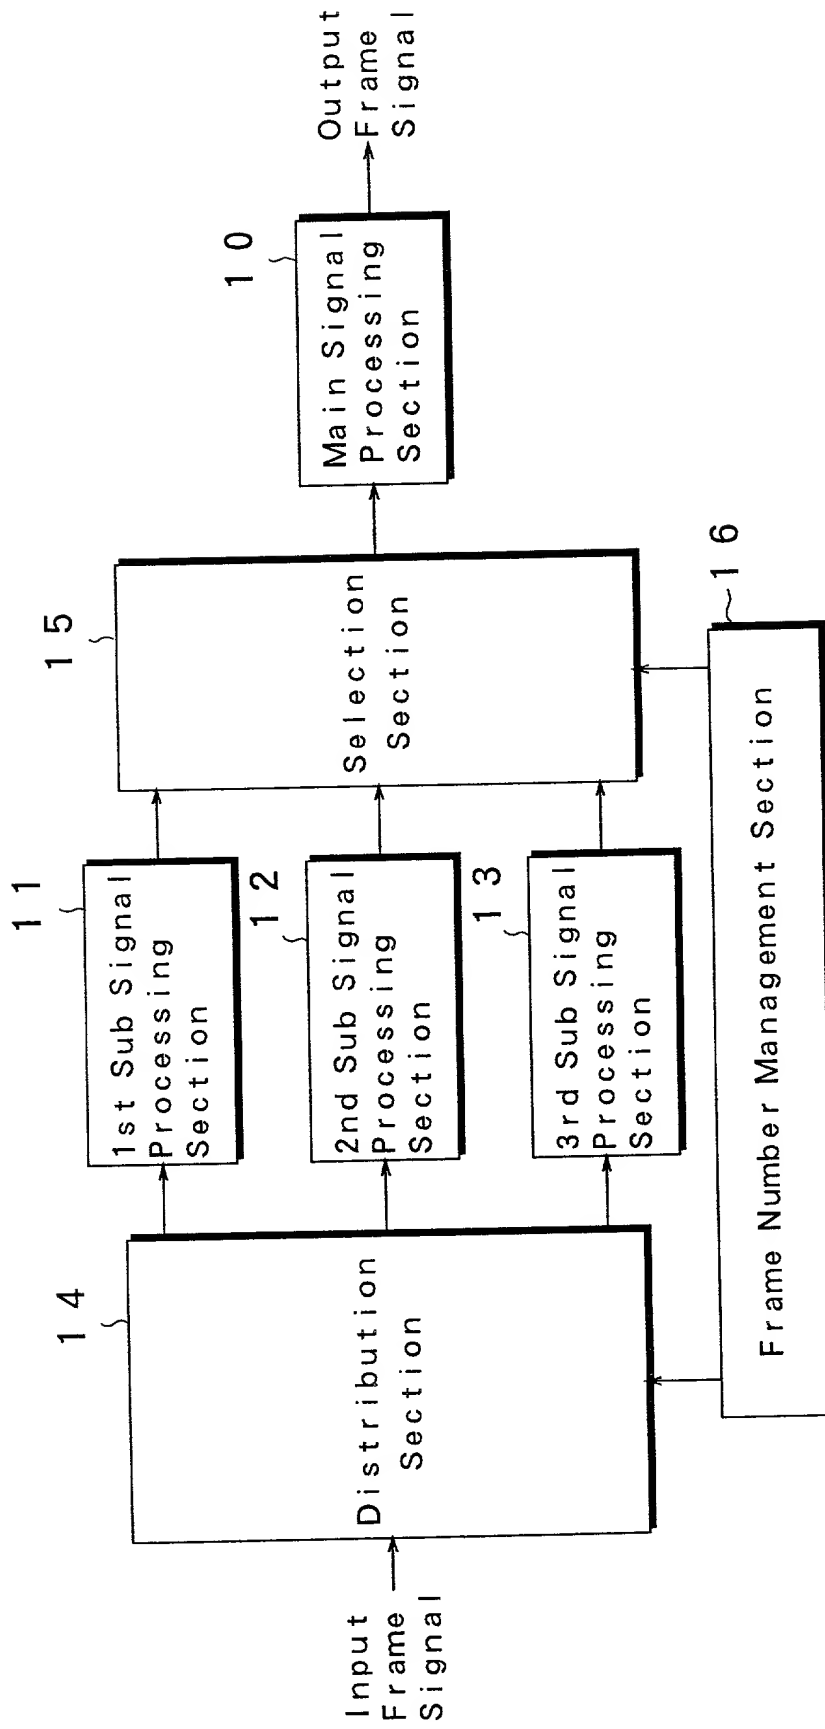 Input
Frame
Signal
14
Distribution
Section
11
1st Sub Signal
Processing
Section
12
2nd Sub Signal
Processing
Section
13
3rd Sub Signal
Processing
Section
15
Selection
Section
10
Main Signal
Processing
Section
Output
Frame
Signal
16
Frame Number Management Section